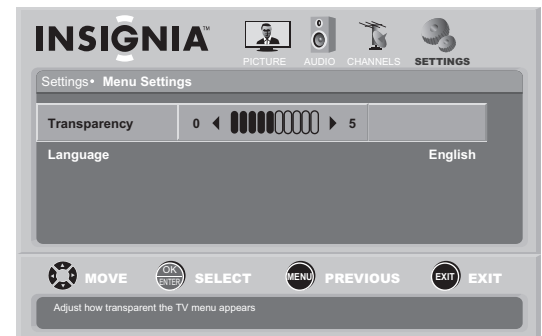 INSIGNIA™
PICTURE AUDIO CHANNELS SETTINGS
Settings• Menu Settings
Transparency 0 5
Language English
MOVE OK ENTER SELECT MENU PREVIOUS EXIT EXIT
Adjust how transparent the TV menu appears